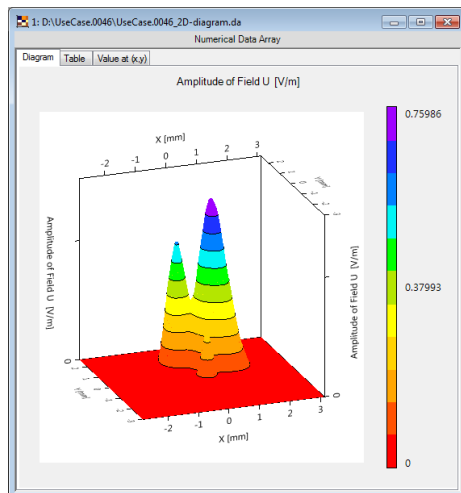 1: D:\UseCase.0046\UseCase.0046_2D-diagram.da
Numerical Data Array
Diagram Table Value at (x,y)
Amplitude of Field U [V/m]
X [mm]
-2 -1 0 1 2 3
0.75986
0.37993
0
Amplitude of Field U [V/m]
Amplitude of Field U [V/m]
0
0
Y [mm]
Y [mm]
-2 -1 0 1 2 3
X [mm]